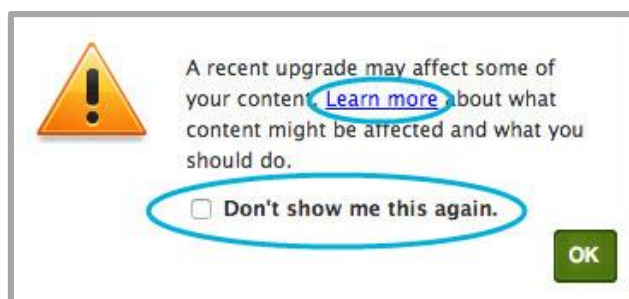 A recent upgrade may affect some of
your content. Learn more about what
content might be affected and what you
should do.
Don't show me this again.
OK